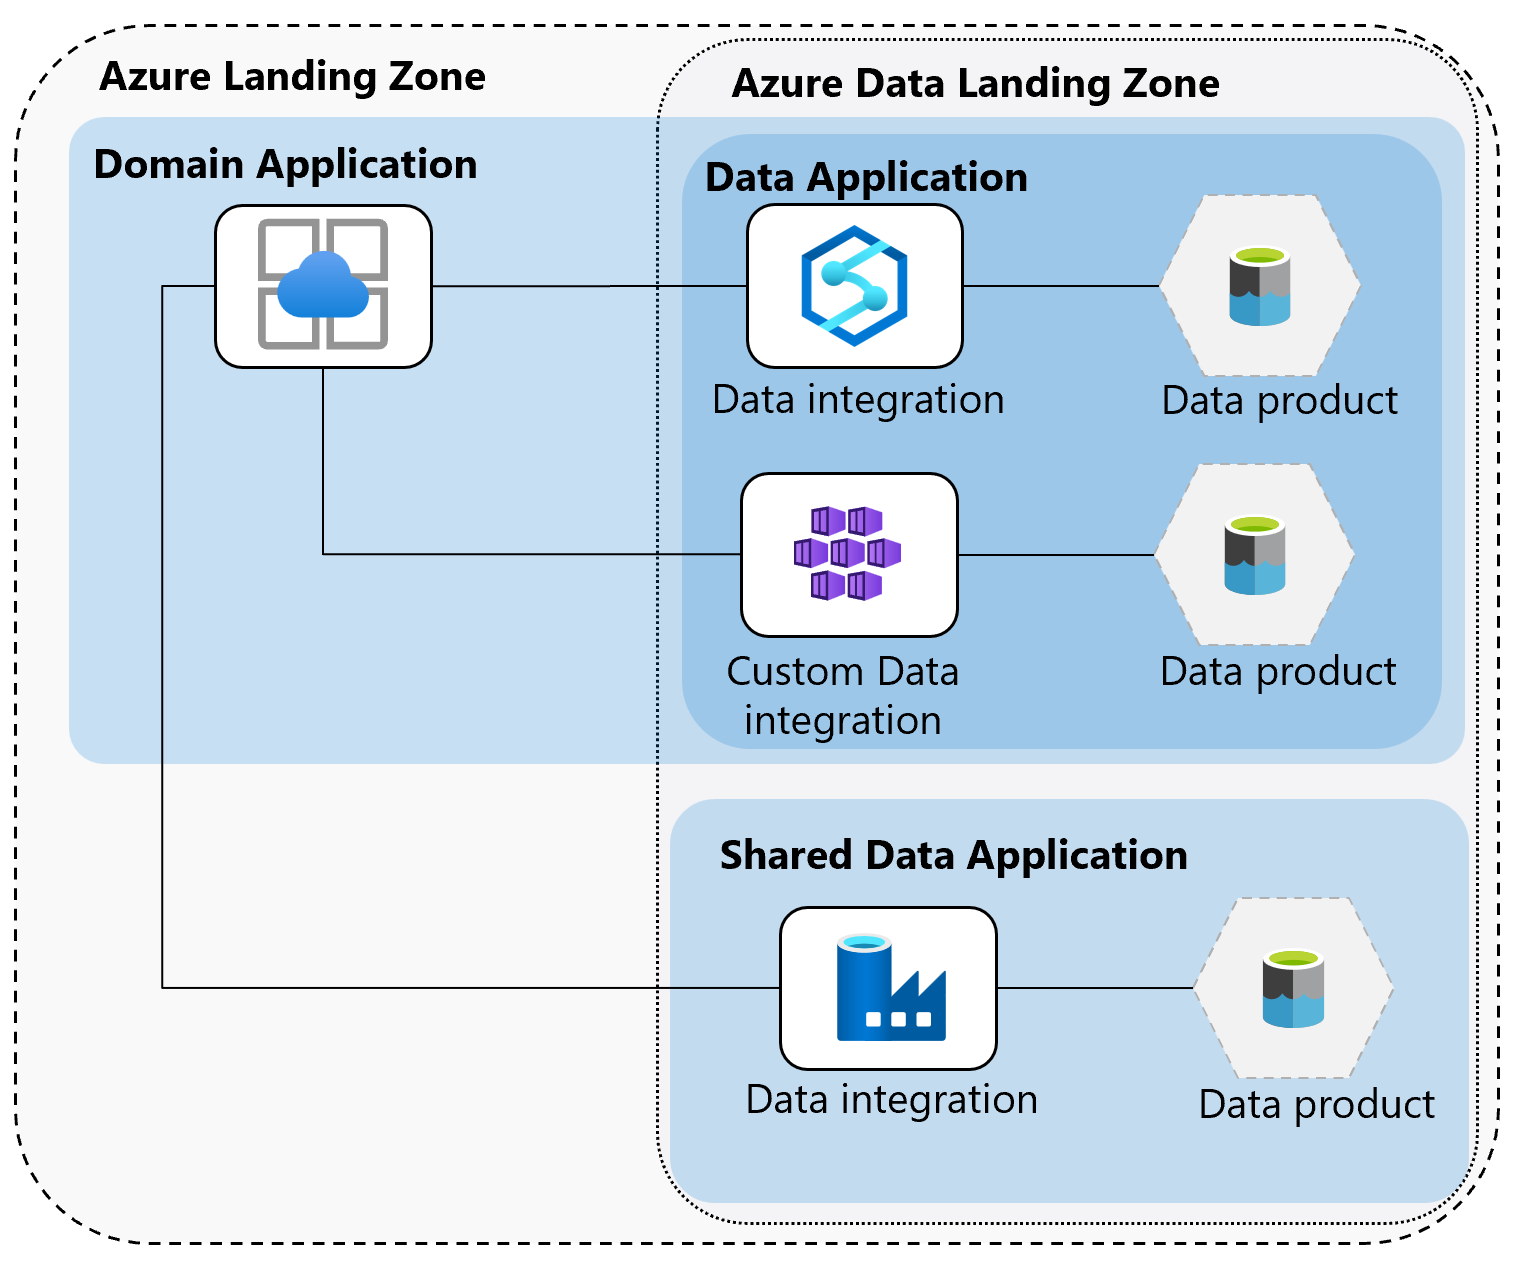 Azure Landing Zone
Azure Data Landing Zone
Domain Application
Data Application
Data integration
Data product
Custom Data
integration
Data product
Shared Data Application
Data integration
Data product